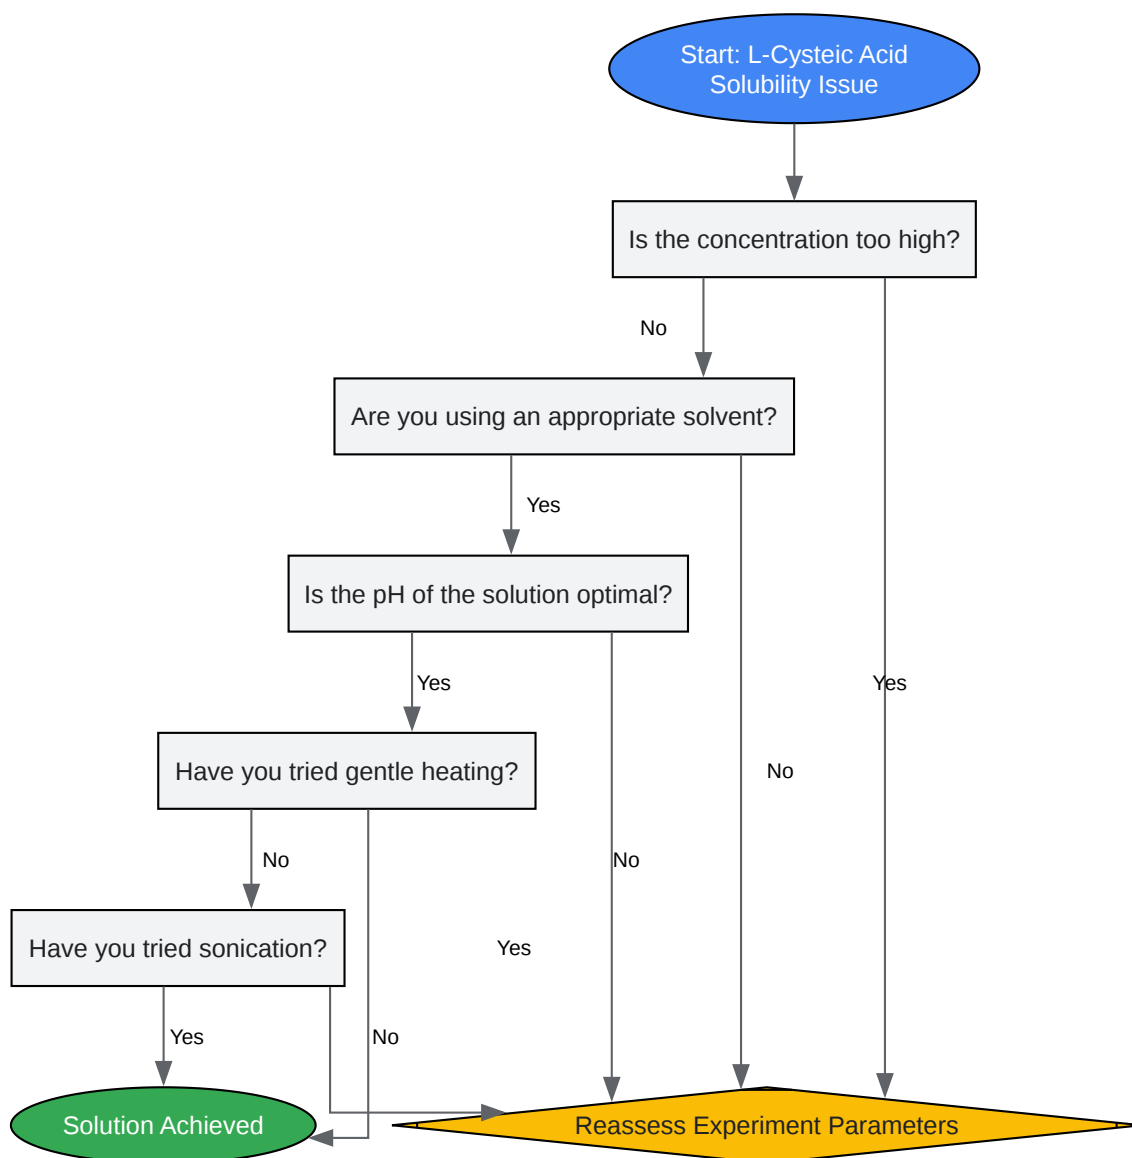 Start: L-Cysteic Acid
Solubility Issue
Is the concentration too high?
No
Are you using an appropriate solvent?
Yes
Is the pH of the solution optimal?
Yes
Yes
Have you tried gentle heating?
No
No
No
Have you tried sonication?
Yes
Yes
No
Solution Achieved
Reassess Experiment Parameters